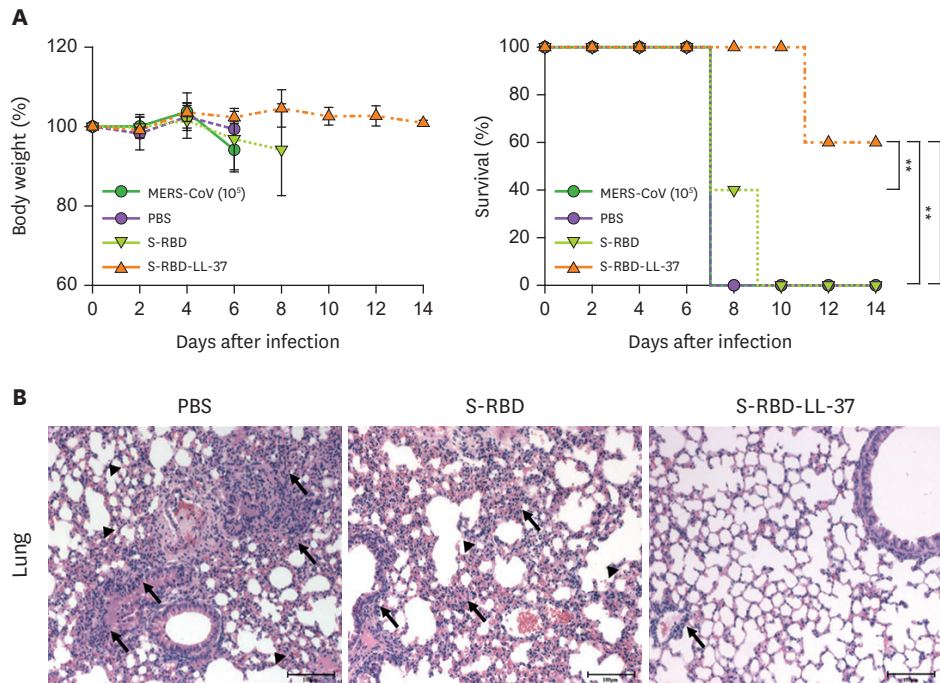 A
120
100
80
60
Body weight (%)
MERS-CoV (10⁵)
PBS
S-RBD
S-RBD-LL-37
0 2 4 6 8 10 12 14
Days after infection
100
80
60
40
20
0
Survival (%)
MERS-CoV (10⁵)
PBS
S-RBD
S-RBD-LL-37
**
**
0 2 4 6 8 10 12 14
Days after infection
B
PBS S-RBD S-RBD-LL-37
Lung
100μm 100μm 100μm